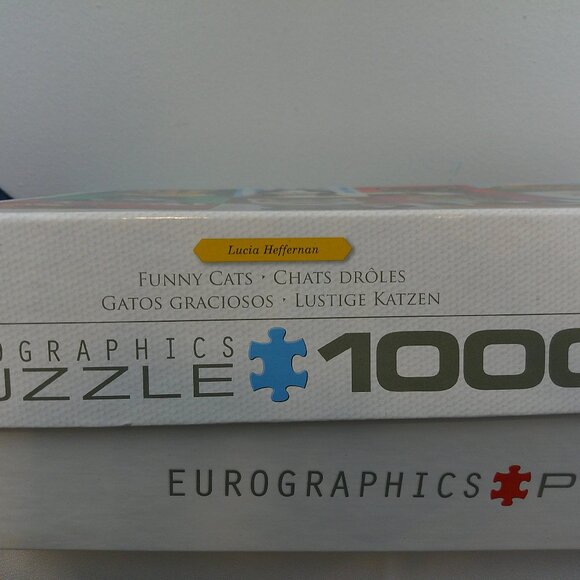 Lucia Heffernan
FUNNY CATS · CHATS DRÔLES
GATOS GRACIOSOS · LUSTIGE KATZEN
OGRAPHICS
UZZLE 1000
EUROGRAPHICS P